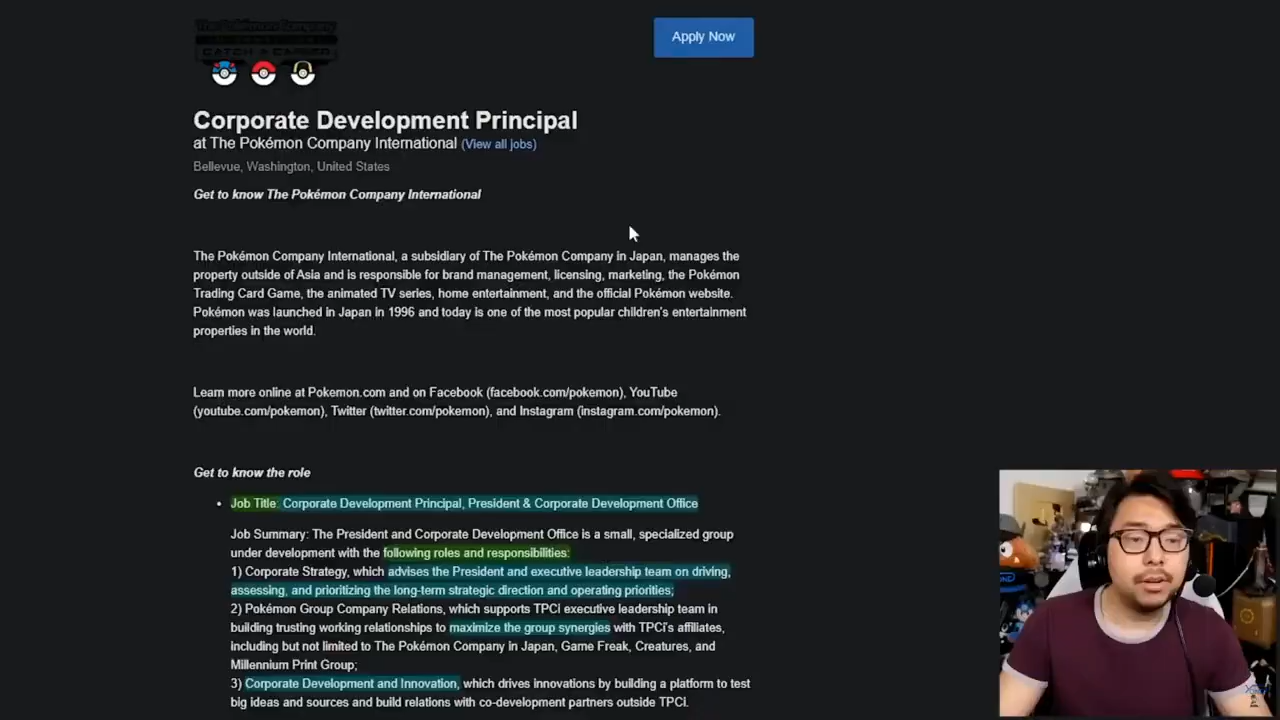 The Pokémon Company
CATCH A CAREER
Apply Now
Corporate Development Principal
at The Pokémon Company International (View all jobs)
Bellevue, Washington, United States
Get to know The Pokémon Company International
The Pokémon Company International, a subsidiary of The Pokémon Company in Japan, manages the
property outside of Asia and is responsible for brand management, licensing, marketing, the Pokémon
Trading Card Game, the animated TV series, home entertainment, and the official Pokémon website.
Pokémon was launched in Japan in 1996 and today is one of the most popular children's entertainment
properties in the world.
Learn more online at Pokemon.com and on Facebook (facebook.com/pokemon), YouTube
(youtube.com/pokemon), Twitter (twitter.com/pokemon), and Instagram (instagram.com/pokemon).
Get to know the role
• Job Title: Corporate Development Principal, President & Corporate Development Office
Job Summary: The President and Corporate Development Office is a small, specialized group
under development with the following roles and responsibilities:
1) Corporate Strategy, which advises the President and executive leadership team on driving,
assessing, and prioritizing the long-term strategic direction and operating priorities;
2) Pokémon Group Company Relations, which supports TPCI executive leadership team in
building trusting working relationships to maximize the group synergies with TPCI's affiliates,
including but not limited to The Pokémon Company in Japan, Game Freak, Creatures, and
Millennium Print Group;
3) Corporate Development and Innovation, which drives innovations by building a platform to test
big ideas and sources and build relations with co-development partners outside TPCI.